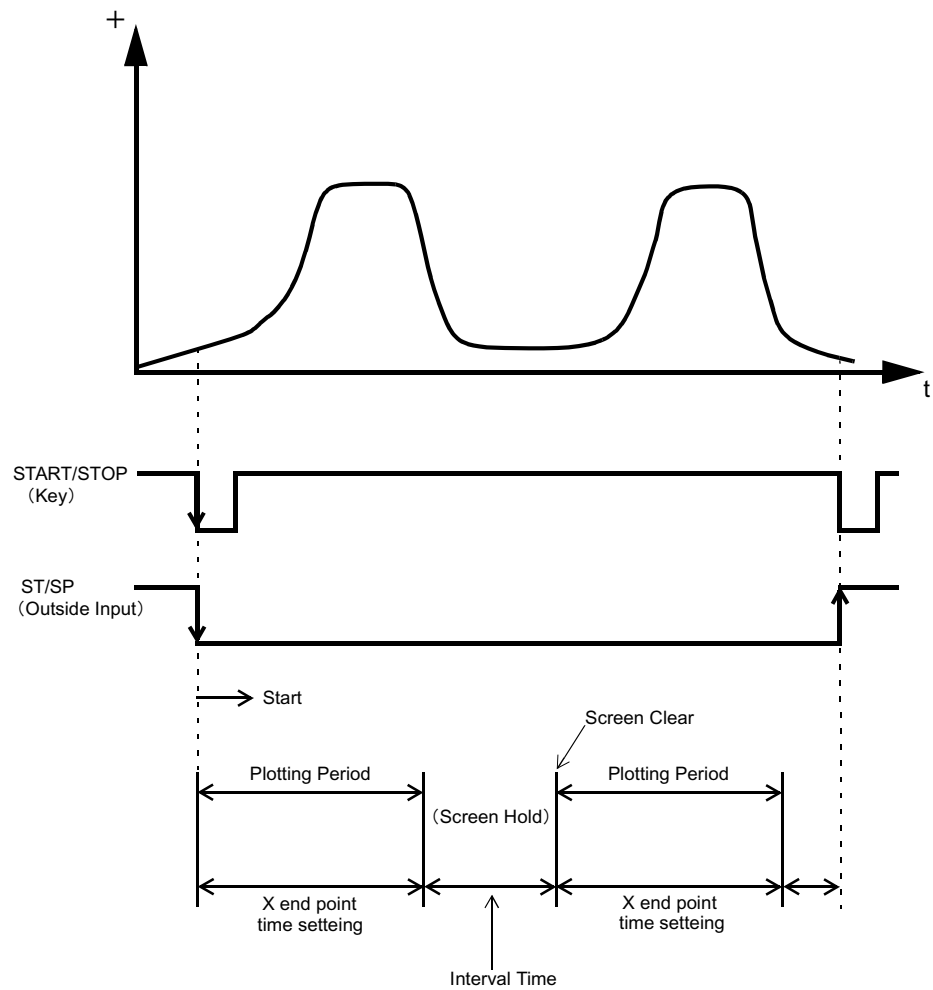 +
t
START/STOP
（Key）
ST/SP
（Outside Input）
Start
Screen Clear
Plotting Period
Plotting Period
（Screen Hold）
X end point
time setteing
X end point
time setteing
Interval Time